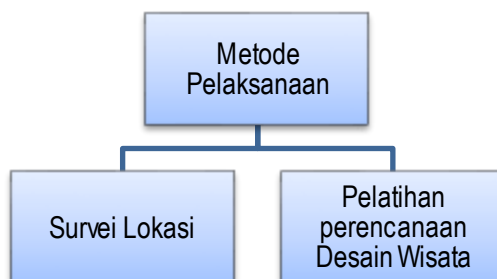 Metode
Pelaksanaan
Survei Lokasi
Pelatihan
perencanaan
Desain Wisata